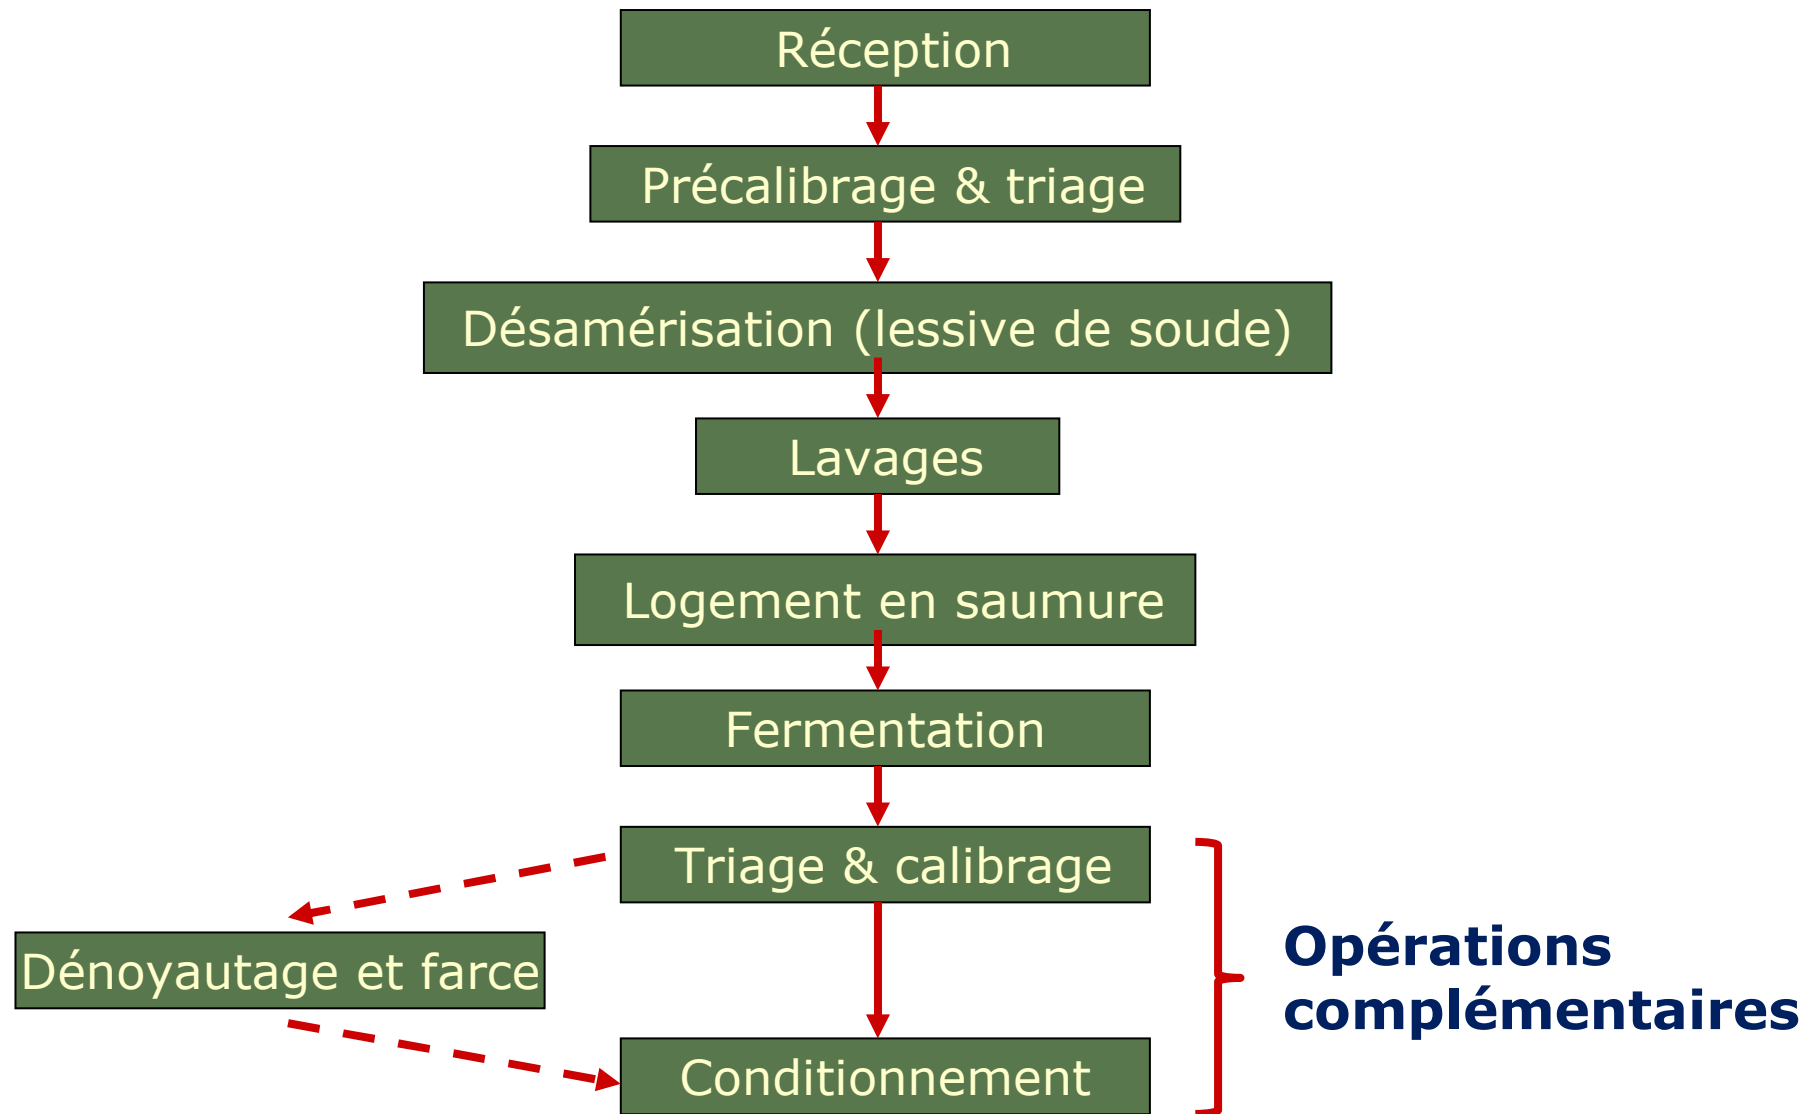 Réception
Précalibrage & triage
Désamérisation (lessive de soude)
Lavages
Logement en saumure
Fermentation
Triage & calibrage
Dénoyautage et farce
Opérations
complémentaires
Conditionnement